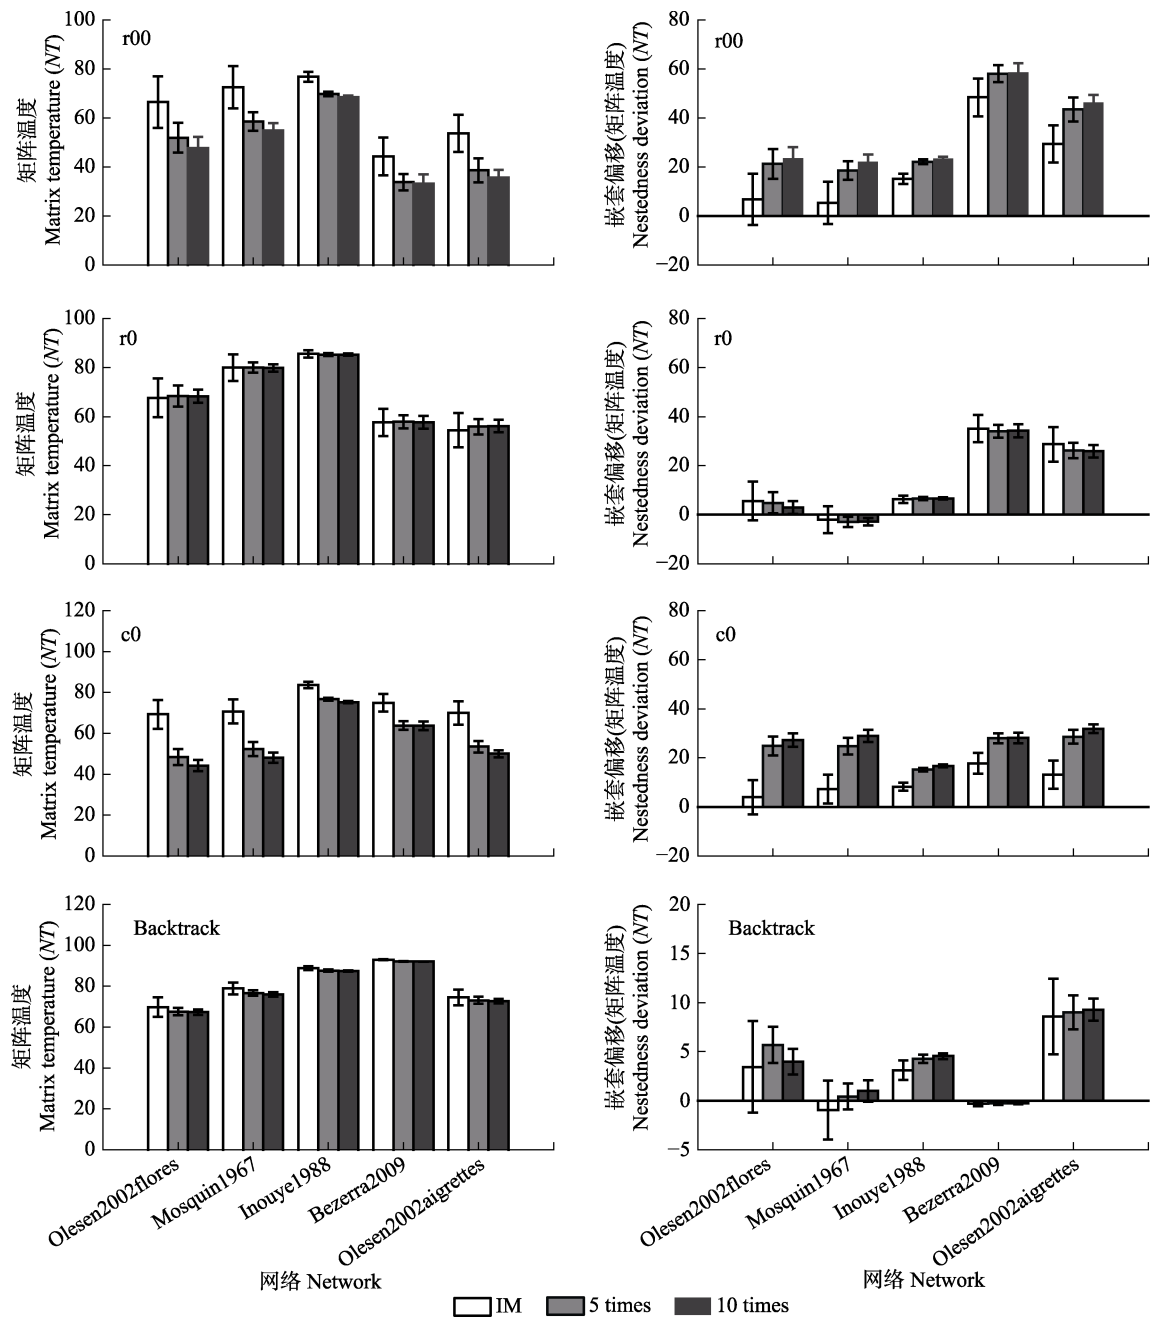 r00
矩阵温度
Matrix temperature (NT)
100
80
60
40
20
0
r00
嵌套偏移(矩阵温度)
Nestedness deviation (NT)
80
60
40
20
0
−20
r0
矩阵温度
Matrix temperature (NT)
100
80
60
40
20
0
r0
嵌套偏移(矩阵温度)
Nestedness deviation (NT)
80
60
40
20
0
−20
c0
矩阵温度
Matrix temperature (NT)
120
100
80
60
40
20
0
c0
嵌套偏移(矩阵温度)
Nestedness deviation (NT)
80
60
40
20
0
−20
Backtrack
矩阵温度
Matrix temperature (NT)
120
100
80
60
40
20
0
Olesen2002flores
Mosquin1967
Inouye1988
Bezerra2009
Olesen2002aigrettes
网络 Network
Backtrack
嵌套偏移(矩阵温度)
Nestedness deviation (NT)
20
15
10
5
0
−5
Olesen2002flores
Mosquin1967
Inouye1988
Bezerra2009
Olesen2002aigrettes
网络 Network
IM
5 times
10 times